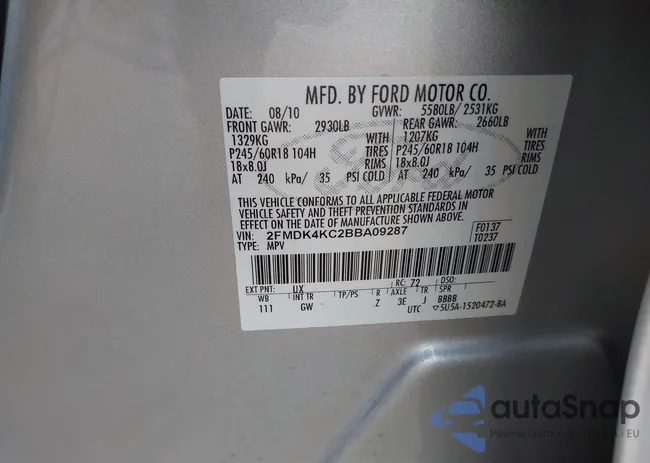 MFD. BY FORD MOTOR CO.
DATE: 08/10 GVWR: 5580LB/ 2531KG
FRONT GAWR: 2930LB REAR GAWR: 2660LB
1329KG WITH 1207KG WITH
P245/60R18 104H TIRES P245/60R18 104H TIRES
18x8.0J RIMS 18x8.0J RIMS
AT 240 kPa/ 35 PSI COLD AT 240 kPa/ 35 PSI COLD
THIS VEHICLE CONFORMS TO ALL APPLICABLE FEDERAL MOTOR
VEHICLE SAFETY AND THEFT PREVENTION STANDARDS IN
EFFECT ON THE DATE OF MANUFACTURE SHOWN ABOVE.
VIN: 2FMDK4KC2BBA09287 F0137
TYPE: MPV T0237
EXT PNT: UX RC: 72 DSO:
WB INT TR TP/PS R AXLE TR SPR
111 GW Z 3E J BBBB
UTC ▽5U5A-1520472-BA
autaSnap
Pewne auta z i EU